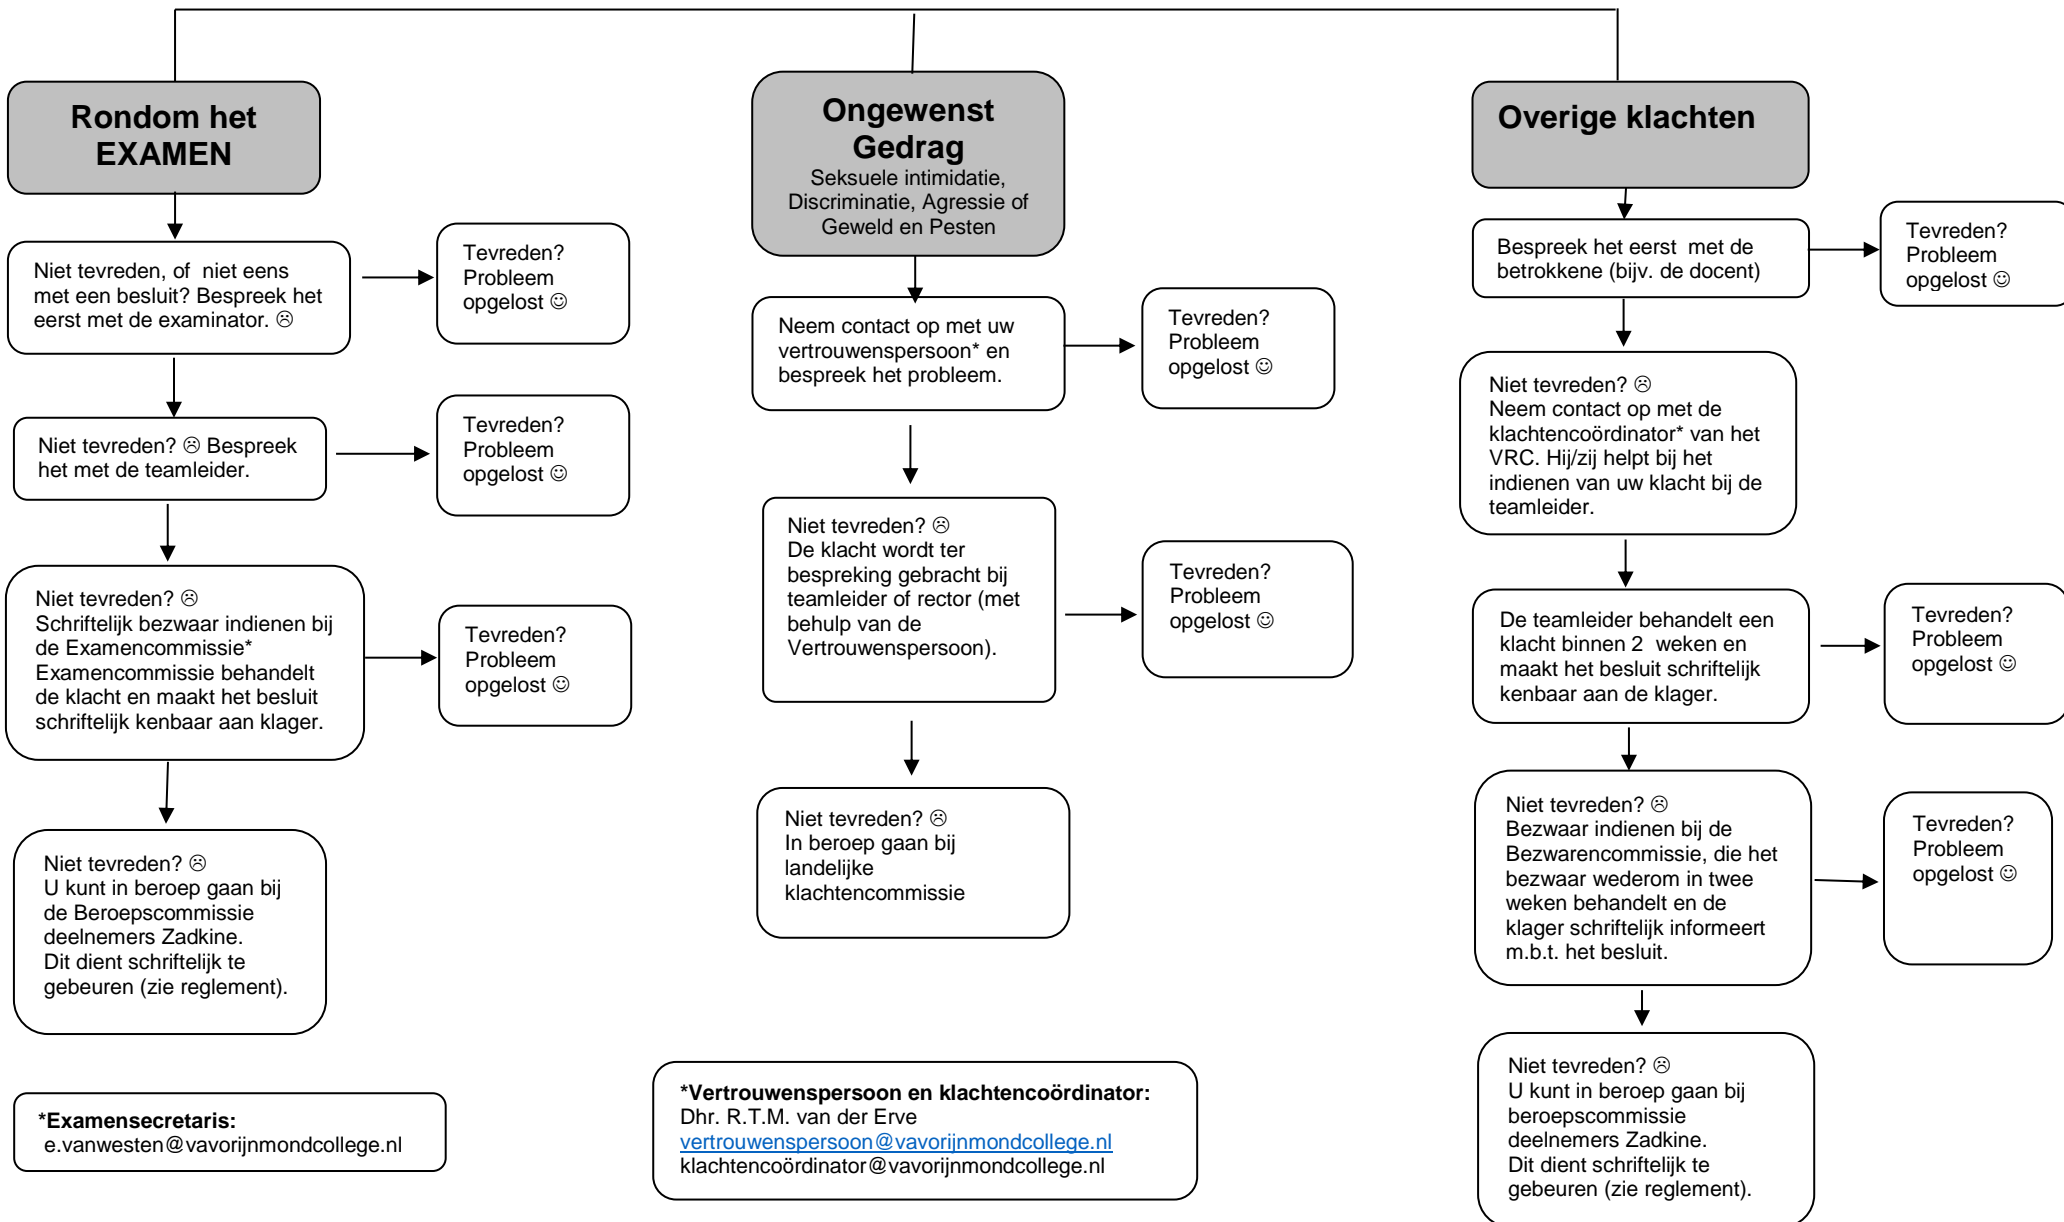 Rondom het
EXAMEN
Niet tevreden, of  niet eens
met een besluit? Bespreek het
eerst met de examinator. ☹
Tevreden?
Probleem
opgelost ☺
Niet tevreden? ☹ Bespreek
het met de teamleider.
Tevreden?
Probleem
opgelost ☺
Niet tevreden? ☹
Schriftelijk bezwaar indienen bij
de Examencommissie*
Examencommissie behandelt
de klacht en maakt het besluit
schriftelijk kenbaar aan klager.
Tevreden?
Probleem
opgelost ☺
Niet tevreden? ☹
U kunt in beroep gaan bij
de Beroepscommissie
deelnemers Zadkine.
Dit dient schriftelijk te
gebeuren (zie reglement).
*Examensecretaris:
e.vanwesten@vavorijnmondcollege.nl
Ongewenst
Gedrag
Seksuele intimidatie,
Discriminatie, Agressie of
Geweld en Pesten
Neem contact op met uw
vertrouwenspersoon* en
bespreek het probleem.
Tevreden?
Probleem
opgelost ☺
Niet tevreden? ☹
De klacht wordt ter
bespreking gebracht bij
teamleider of rector (met
behulp van de
Vertrouwenspersoon).
Tevreden?
Probleem
opgelost ☺
Niet tevreden? ☹
In beroep gaan bij
landelijke
klachtencommissie
*Vertrouwenspersoon en klachtencoördinator:
Dhr. R.T.M. van der Erve
vertrouwenspersoon@vavorijnmondcollege.nl
klachtencoördinator@vavorijnmondcollege.nl
Overige klachten
Bespreek het eerst  met de
betrokkene (bijv. de docent)
Tevreden?
Probleem
opgelost ☺
Niet tevreden? ☹
Neem contact op met de
klachtencoördinator* van het
VRC. Hij/zij helpt bij het
indienen van uw klacht bij de
teamleider.
De teamleider behandelt een
klacht binnen 2  weken en
maakt het besluit schriftelijk
kenbaar aan de klager.
Tevreden?
Probleem
opgelost ☺
Niet tevreden? ☹
Bezwaar indienen bij de
Bezwarencommissie, die het
bezwaar wederom in twee
weken behandelt en de
klager schriftelijk informeert
m.b.t. het besluit.
Tevreden?
Probleem
opgelost ☺
Niet tevreden? ☹
U kunt in beroep gaan bij
beroepscommissie
deelnemers Zadkine.
Dit dient schriftelijk te
gebeuren (zie reglement).